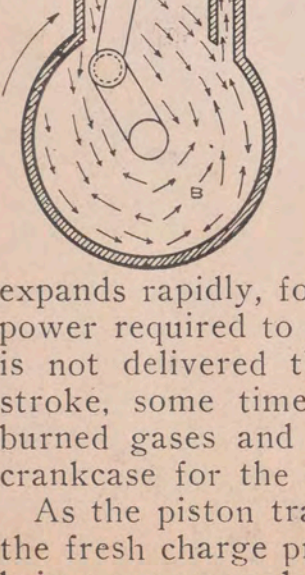 B
expands rapidly, fo
power required to
is not delivered t
stroke, some time
burned gases and
crankcase for the
As the piston tra
the fresh charge p